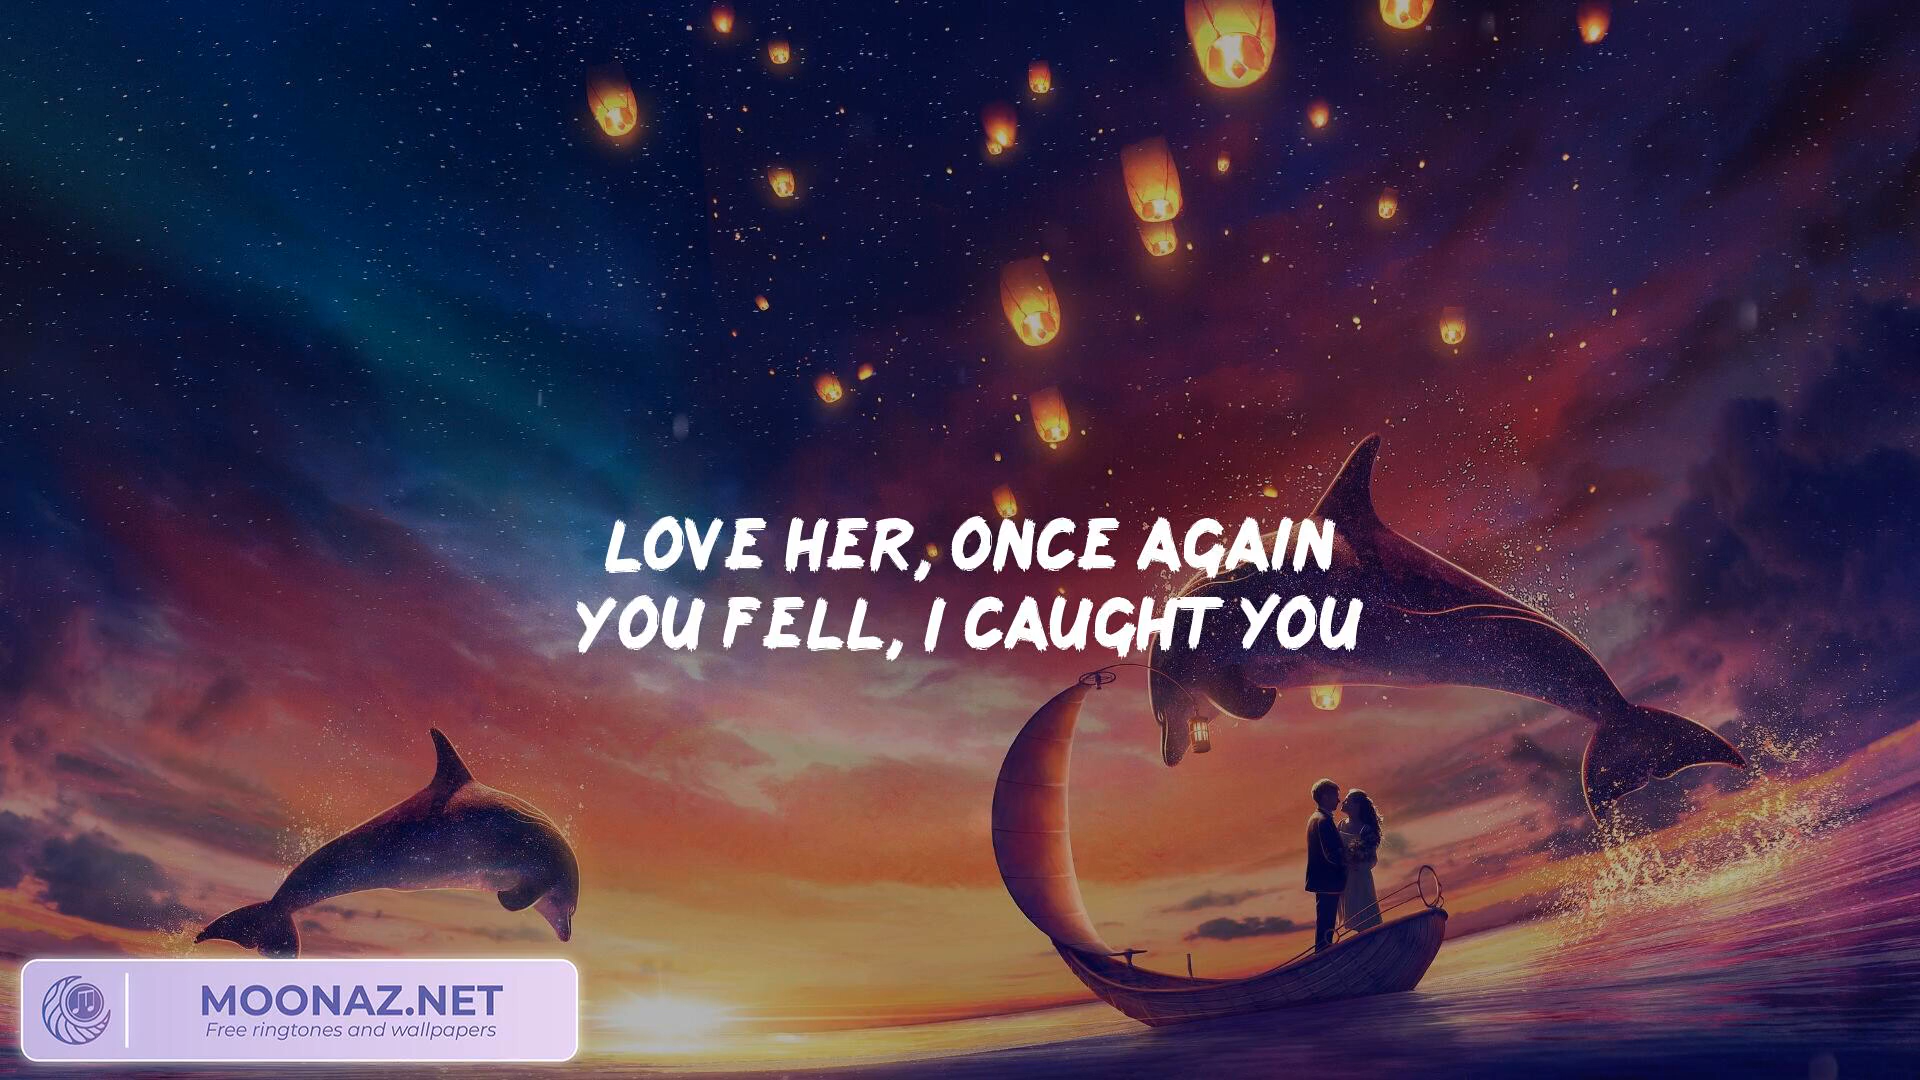 LOVE HER, ONCE AGAIN
YOU FELL, I CAUGHT YOU
MOONAZ.NET
Free ringtones and wallpapers